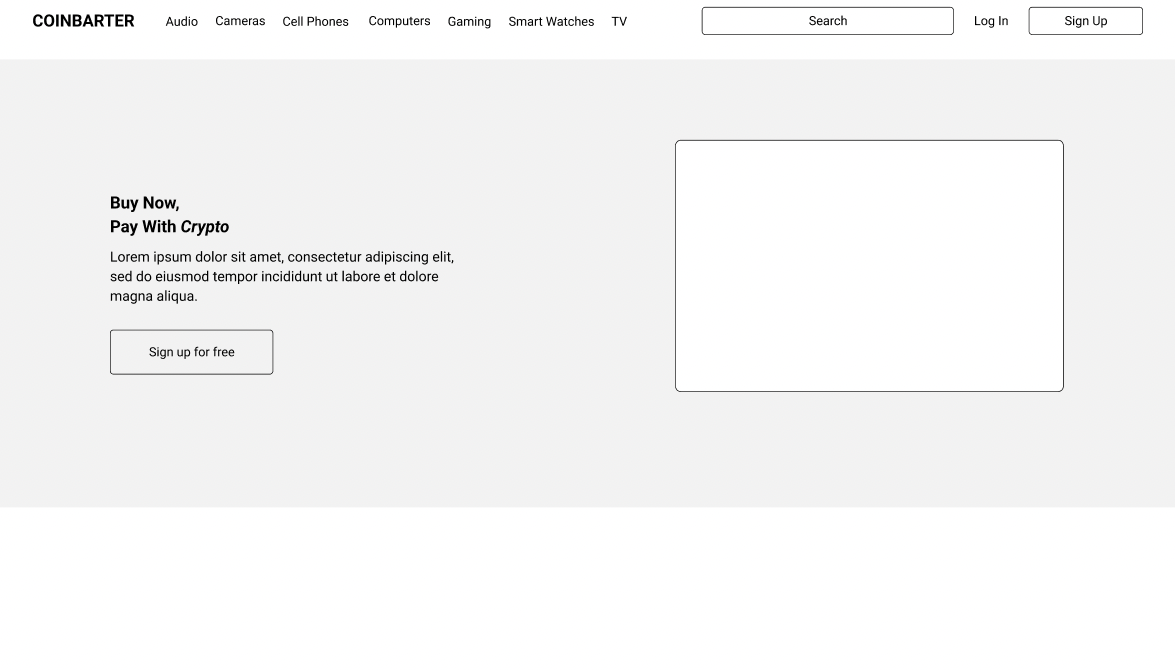 COINBARTER Audio Cameras Cell Phones Computers Gaming Smart Watches TV Search Log In Sign Up
Buy Now,
Pay With Crypto
Lorem ipsum dolor sit amet, consectetur adipiscing elit,
sed do eiusmod tempor incididunt ut labore et dolore
magna aliqua.
Sign up for free